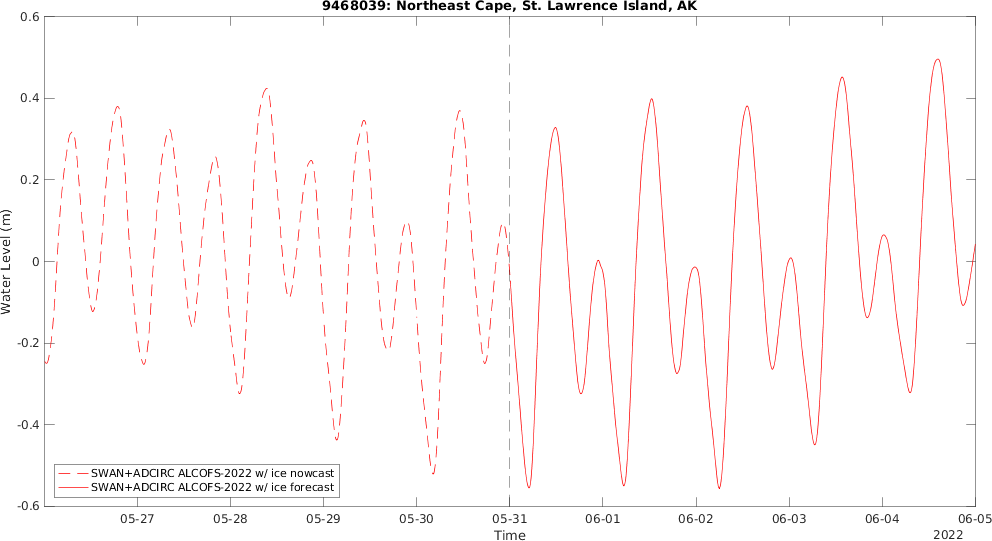 9468039: Northeast Cape, St. Lawrence Island, AK
0.6
0.4
0.2
0
-0.2
-0.4
-0.6
Water Level (m)
SWAN+ADCIRC ALCOFS-2022 w/ ice nowcast
SWAN+ADCIRC ALCOFS-2022 w/ ice forecast
05-27 05-28 05-29 05-30 05-31 06-01 06-02 06-03 06-04 06-05
Time
2022